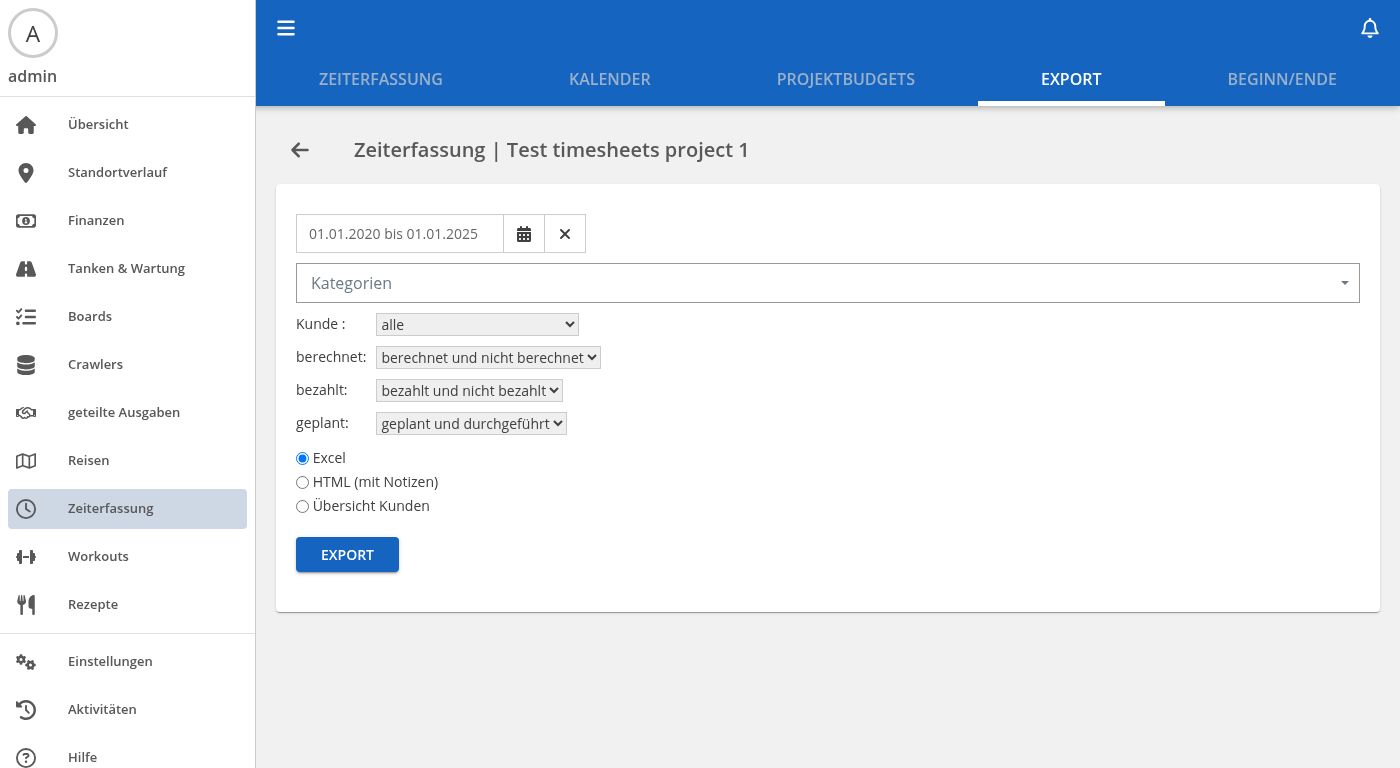 A
admin
Übersicht
Standortverlauf
Finanzen
Tanken & Wartung
Boards
Crawlers
geteilte Ausgaben
Reisen
Zeiterfassung
Workouts
Rezepte
Einstellungen
Aktivitäten
Hilfe
ZEITERFASSUNG KALENDER PROJEKTBUDGETS EXPORT BEGINN/ENDE
Zeiterfassung | Test timesheets project 1
01.01.2020 bis 01.01.2025
Kategorien
Kunde : alle
berechnet: berechnet und nicht berechnet
bezahlt: bezahlt und nicht bezahlt
geplant: geplant und durchgeführt
Excel
HTML (mit Notizen)
Übersicht Kunden
EXPORT